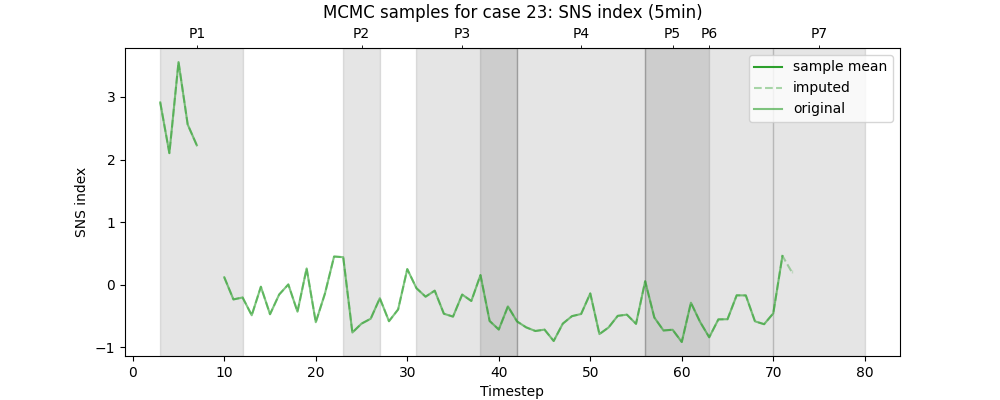 MCMC samples for case 23: SNS index (5min)
P1 P2 P3 P4 P5 P6 P7
sample mean
imputed
original
3
2
1
0
−1
SNS index
0 10 20 30 40 50 60 70 80
Timestep